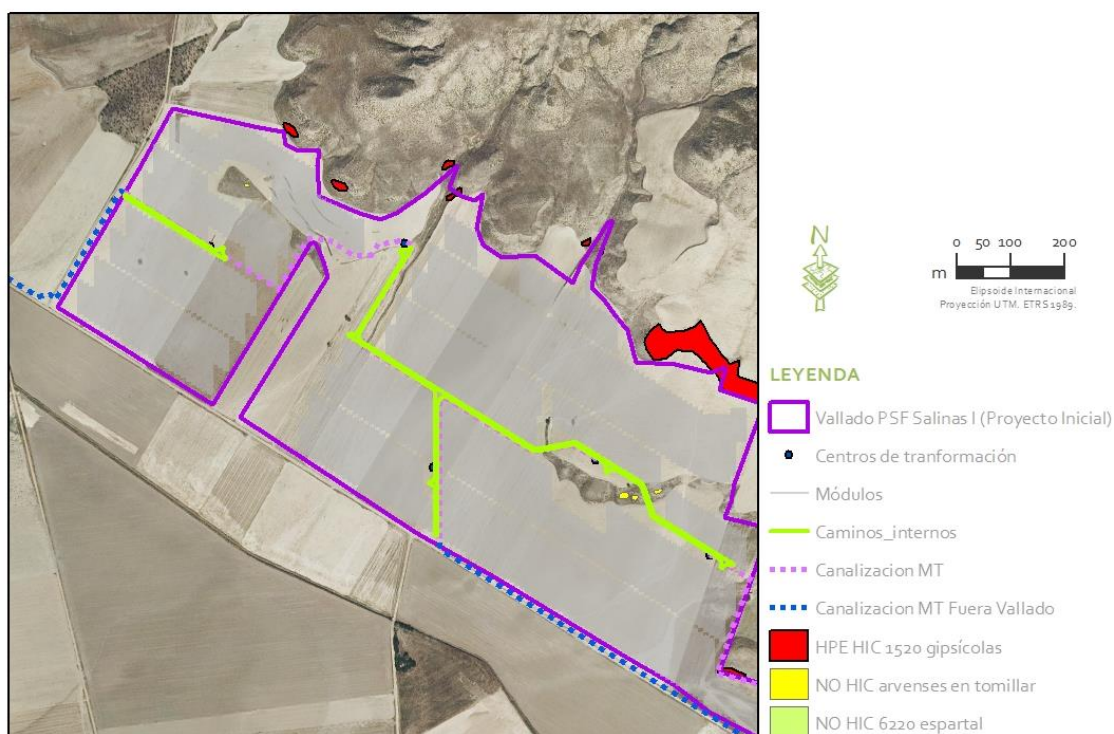 N
0 50 100 200
m
Elipsoide Internacional
Proyección UTM. ETRS 1989.
LEYENDA
Vallado PSF Salinas I (Proyecto Inicial)
Centros de tranformación
Módulos
Caminos_internos
Canalizacion MT
Canalizacion MT Fuera Vallado
HPE HIC 1520 gipsícolas
NO HIC arvenses en tomillar
NO HIC 6220 espartal